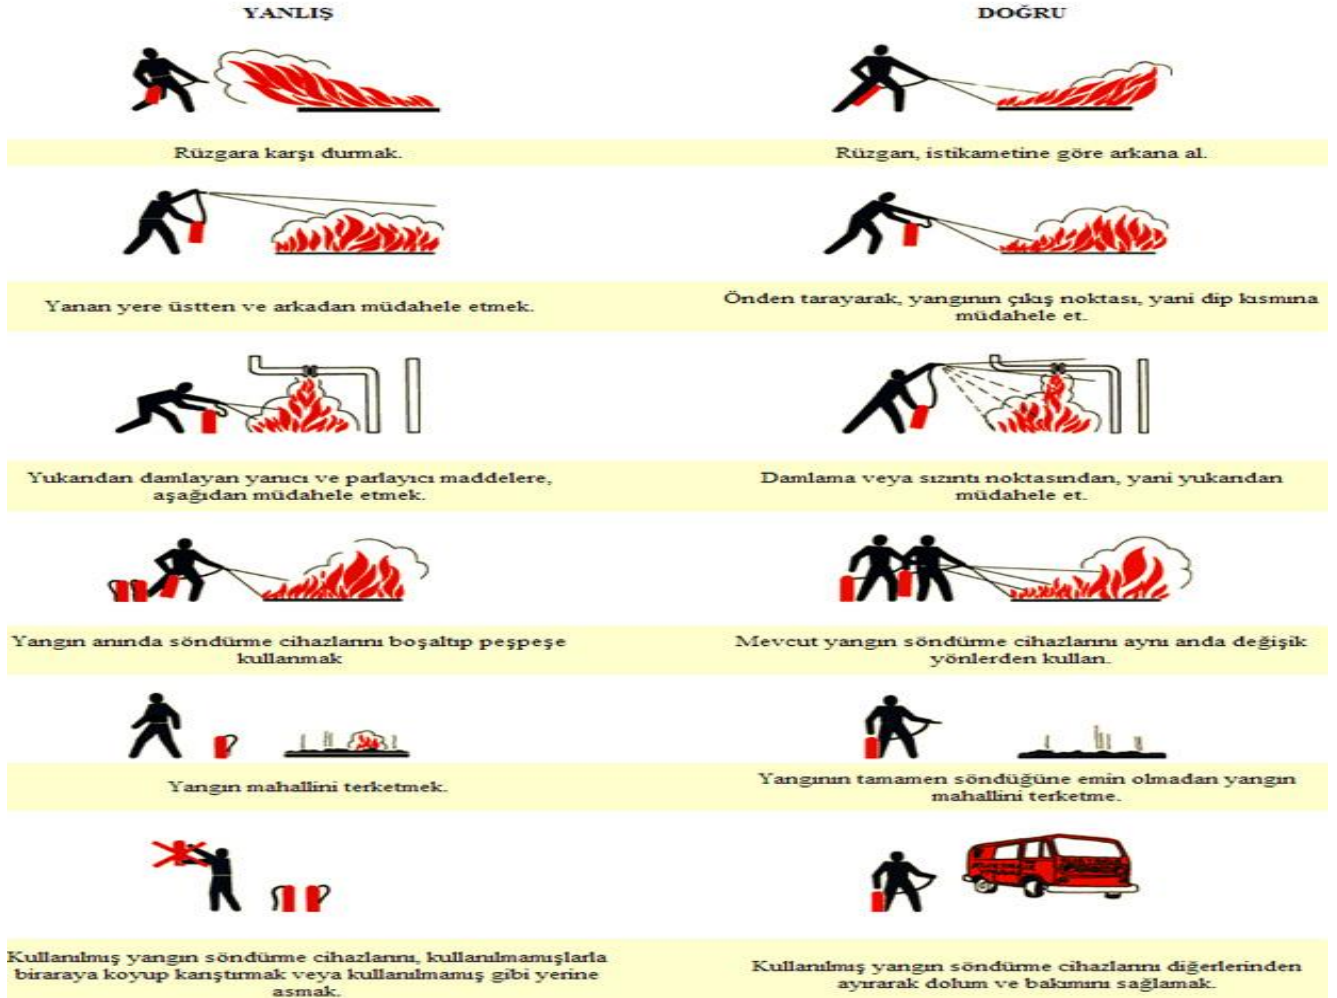 YANLIŞ
DOĞRU
Rüzgara karşı durmak.
Rüzgarı, istikametine göre arkana al.
Yanan yere üstten ve arkadan müdahele etmek.
Önden tarayarak, yangının çıkış noktası, yani dip kısmına
müdahele et.
Yukarıdan damlayan yanıcı ve parlayıcı maddelere,
aşağıdan müdahele etmek.
Damlama veya sızıntı noktasından, yani yukarıdan
müdahele et.
Yangın anında söndürme cihazlarını boşaltıp peşpeşe
kullanmak
Mevcut yangın söndürme cihazlarını aynı anda değişik
yönlerden kullan.
Yangın mahallini terketmek.
Yangının tamamen söndüğüne emin olmadan yangın
mahallini terketme.
Kullanılmış yangın söndürme cihazlarını, kullanılmamışlarla
biraraya koyup karıştırmak veya kullanılmamış gibi yerine
asmak.
Kullanılmış yangın söndürme cihazlarını diğerlerinden
ayırarak dolum ve bakımını sağlamak.